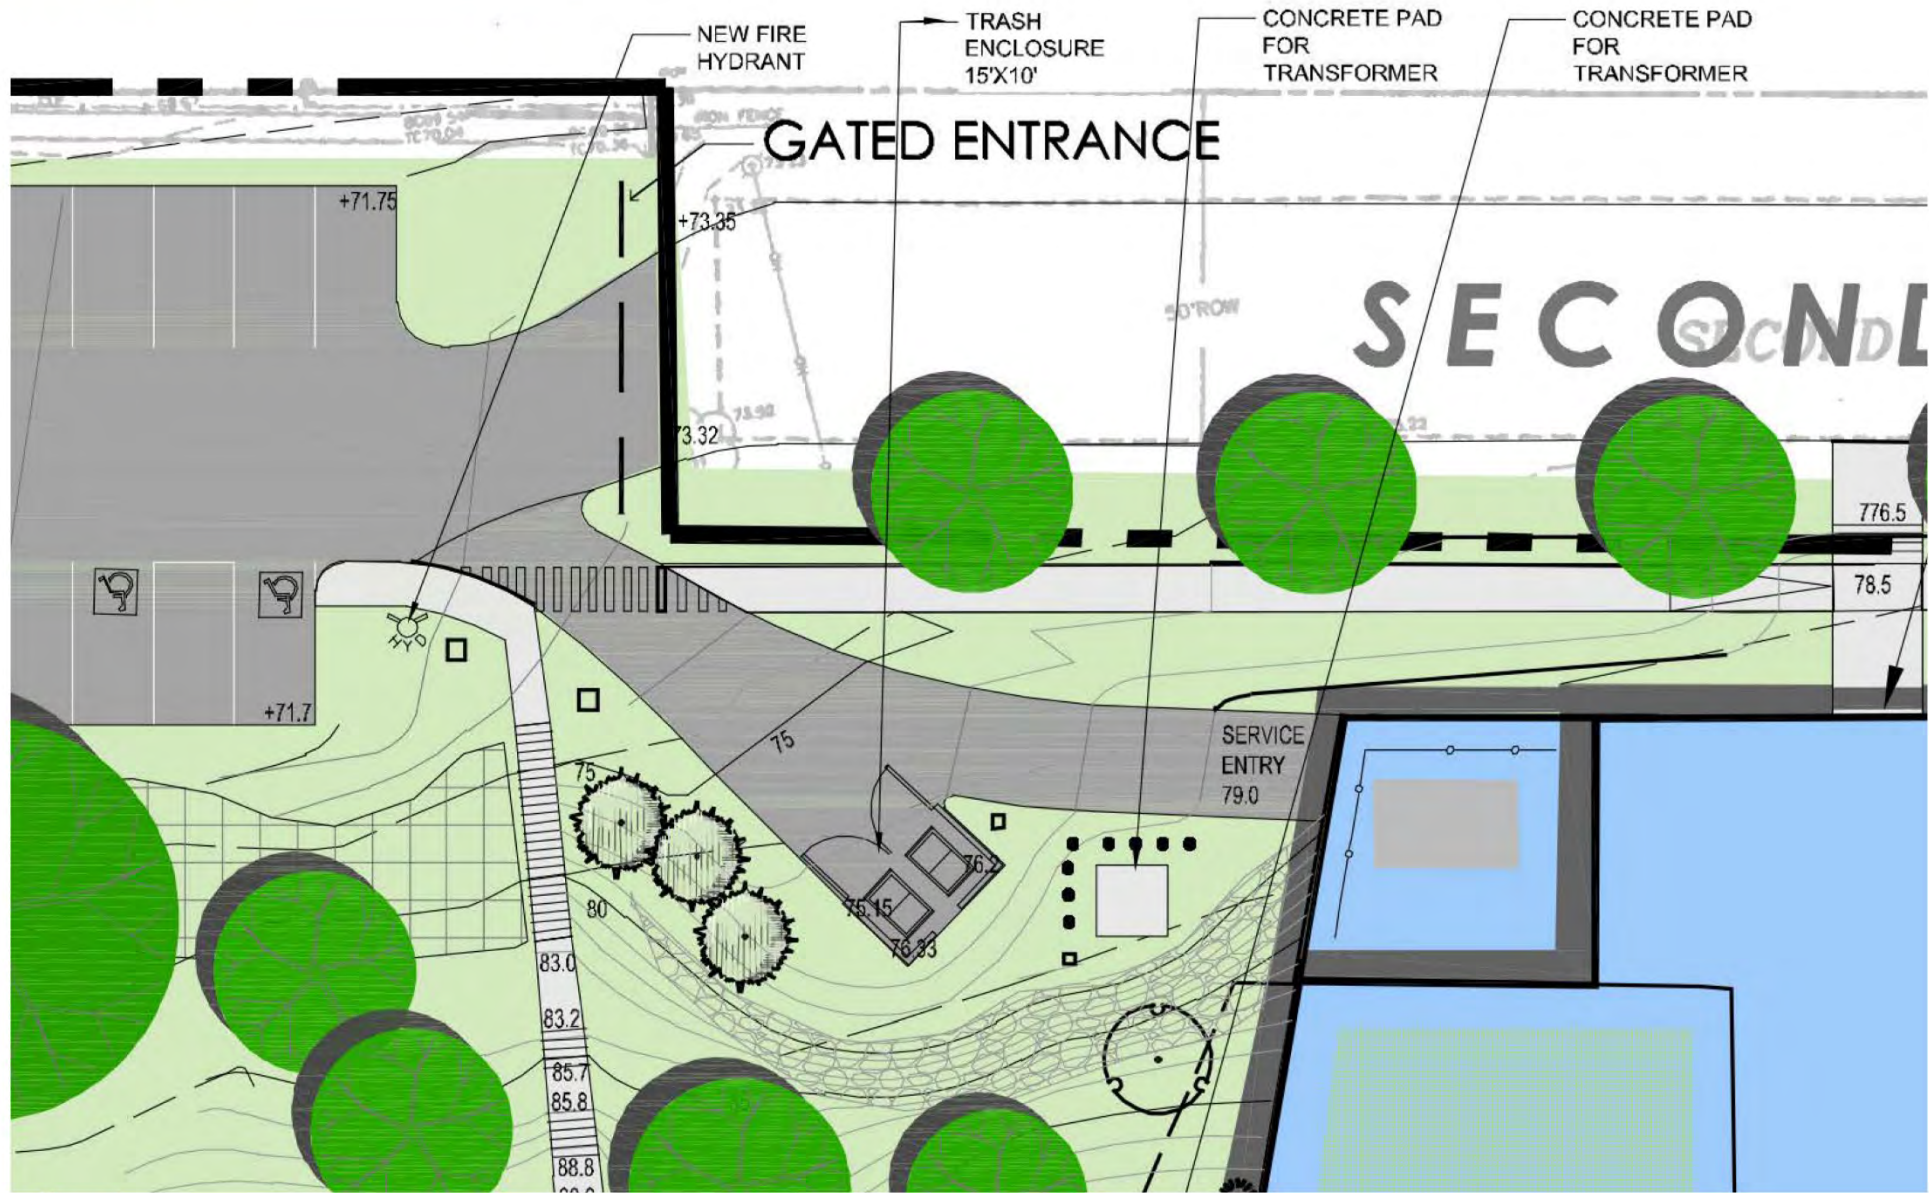 NEW FIRE
HYDRANT
TRASH
ENCLOSURE
15'X10'
CONCRETE PAD
FOR
TRANSFORMER
CONCRETE PAD
FOR
TRANSFORMER
GATED ENTRANCE
+71.75
+73.35
50'ROW
SECOND
SECOND
73.32
776.5
78.5
HYD
+71.7
75
75
SERVICE
ENTRY
79.0
76.2
75.15
76.33
80
83.0
83.2
85.7
85.8
88.8